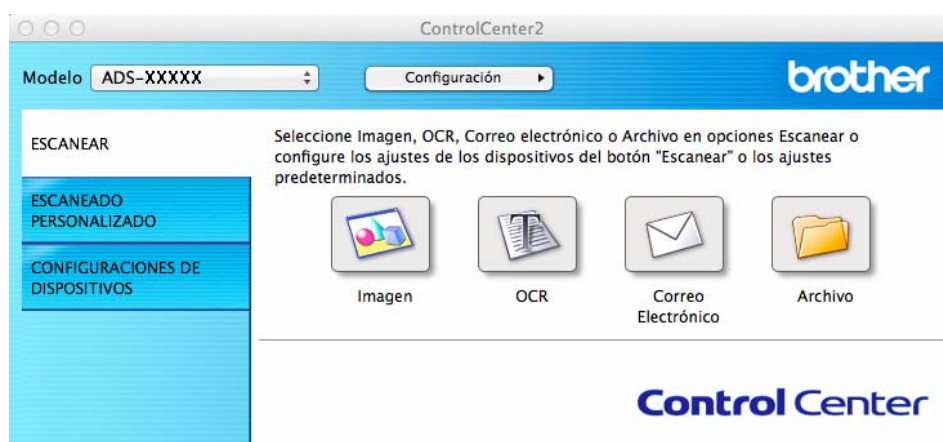 ControlCenter2
Modelo ADS-XXXXX Configuración brother
ESCANEAR
ESCANEADO
PERSONALIZADO
CONFIGURACIONES DE
DISPOSITIVOS
Seleccione Imagen, OCR, Correo electrónico o Archivo en opciones Escanear o
configure los ajustes de los dispositivos del botón "Escanear" o los ajustes
predeterminados.
Imagen OCR Correo Archivo
Electrónico
Control Center